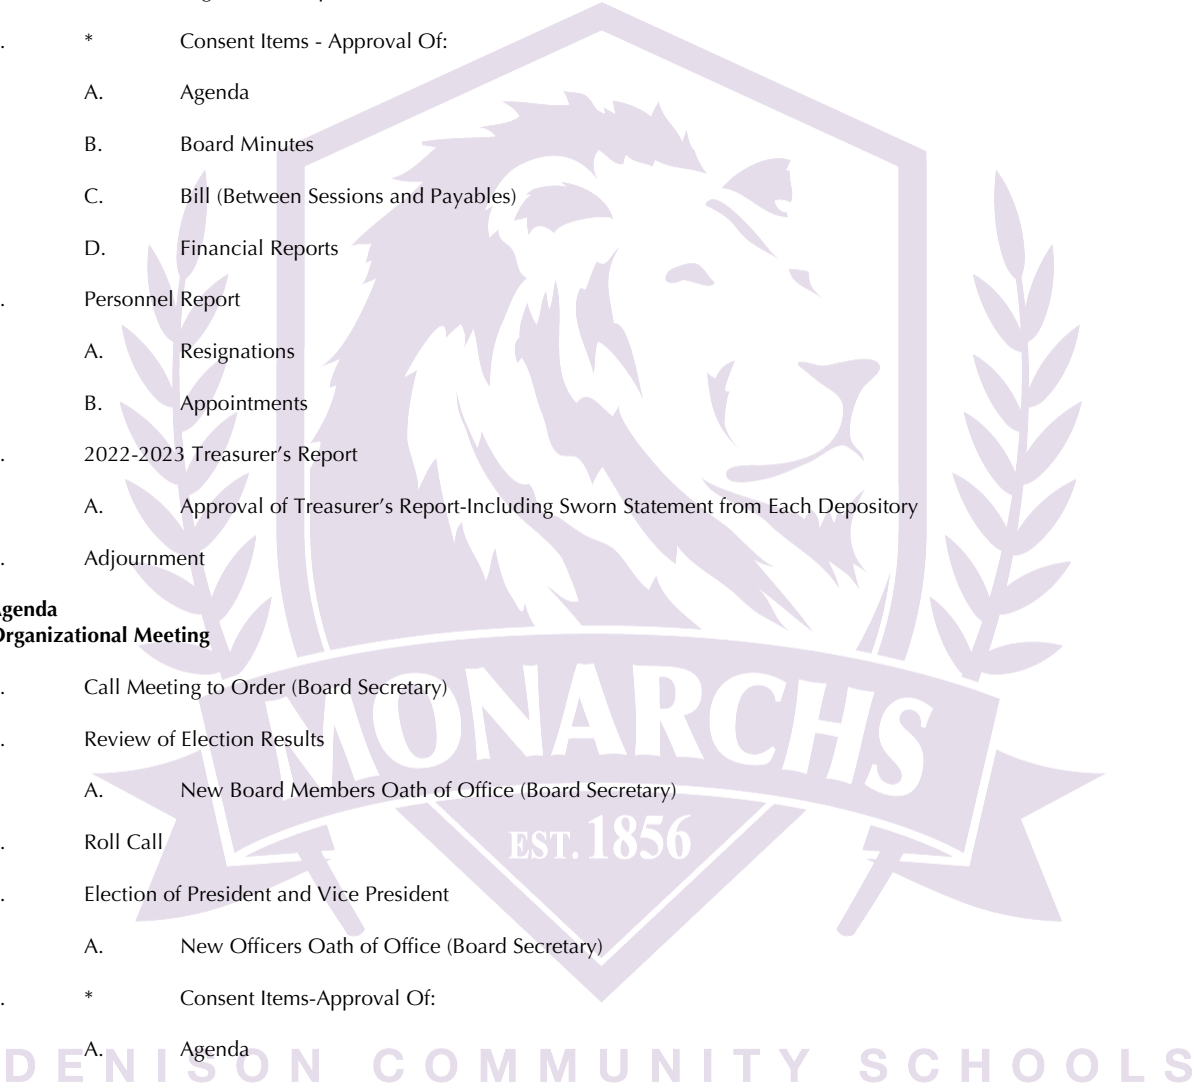 . * Consent Items - Approval Of:
A. Agenda
B. Board Minutes
C. Bill (Between Sessions and Payables)
D. Financial Reports
. Personnel Report
A. Resignations
B. Appointments
. 2022-2023 Treasurer’s Report
A. Approval of Treasurer’s Report-Including Sworn Statement from Each Depository
. Adjournment
Agenda
Organizational Meeting
. Call Meeting to Order (Board Secretary)
MONARCHS
. Review of Election Results
A. New Board Members Oath of Office (Board Secretary)
. Roll Call
EST. 1856
. Election of President and Vice President
A. New Officers Oath of Office (Board Secretary)
. * Consent Items-Approval Of:
A. Agenda
DENISON COMMUNITY SCHOOLS